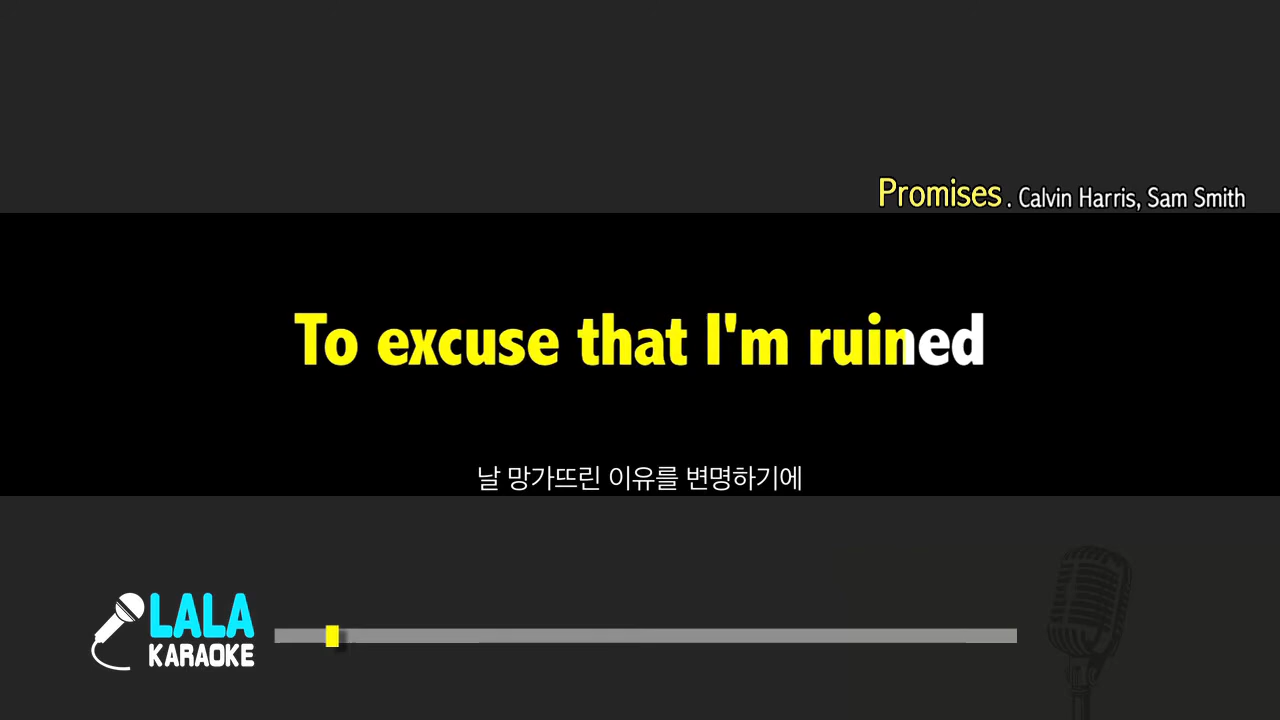 Promises . Calvin Harris, Sam Smith
To excuse that I'm ruined
날 망가뜨린 이유를 변명하기에
LALA
KARAOKE